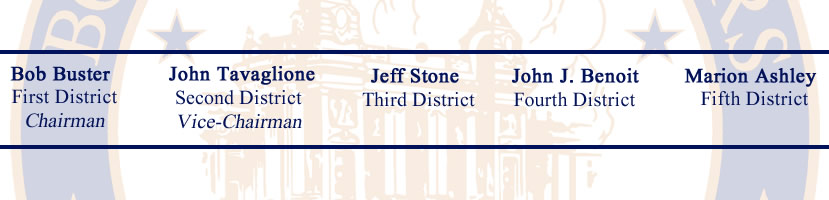 Bob Buster
First District
Chairman
John Tavaglione
Second District
Vice-Chairman
Jeff Stone
Third District
John J. Benoit
Fourth District
Marion Ashley
Fifth District